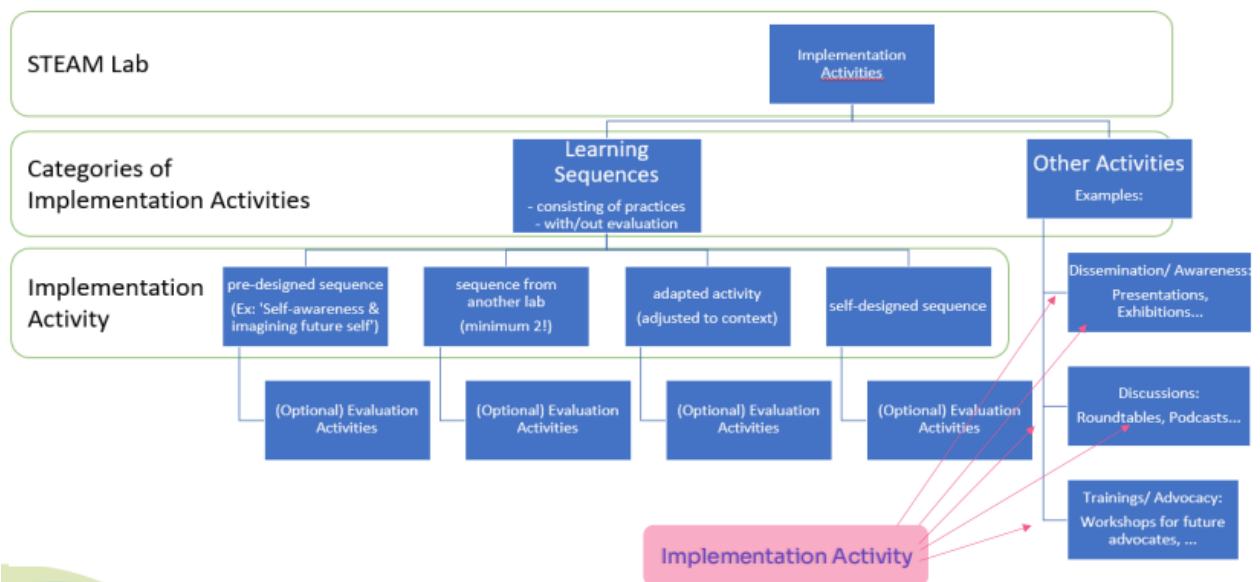 STEAM Lab
Implementation
Activities
Categories of
Implementation Activities
Learning
Sequences
- consisting of practices
- with/out evaluation
Other Activities
Examples:
Implementation
Activity
pre-designed sequence
(Ex: 'Self-awareness &
imagining future self')
sequence from
another lab
(minimum 2!)
adapted activity
(adjusted to context)
self-designed sequence
Dissemination/ Awareness:
Presentations,
Exhibitions...
(Optional) Evaluation
Activities
(Optional) Evaluation
Activities
(Optional) Evaluation
Activities
(Optional) Evaluation
Activities
Discussions:
Roundtables, Podcasts...
Trainings/ Advocacy:
Workshops for future
advocates, ...
Implementation Activity